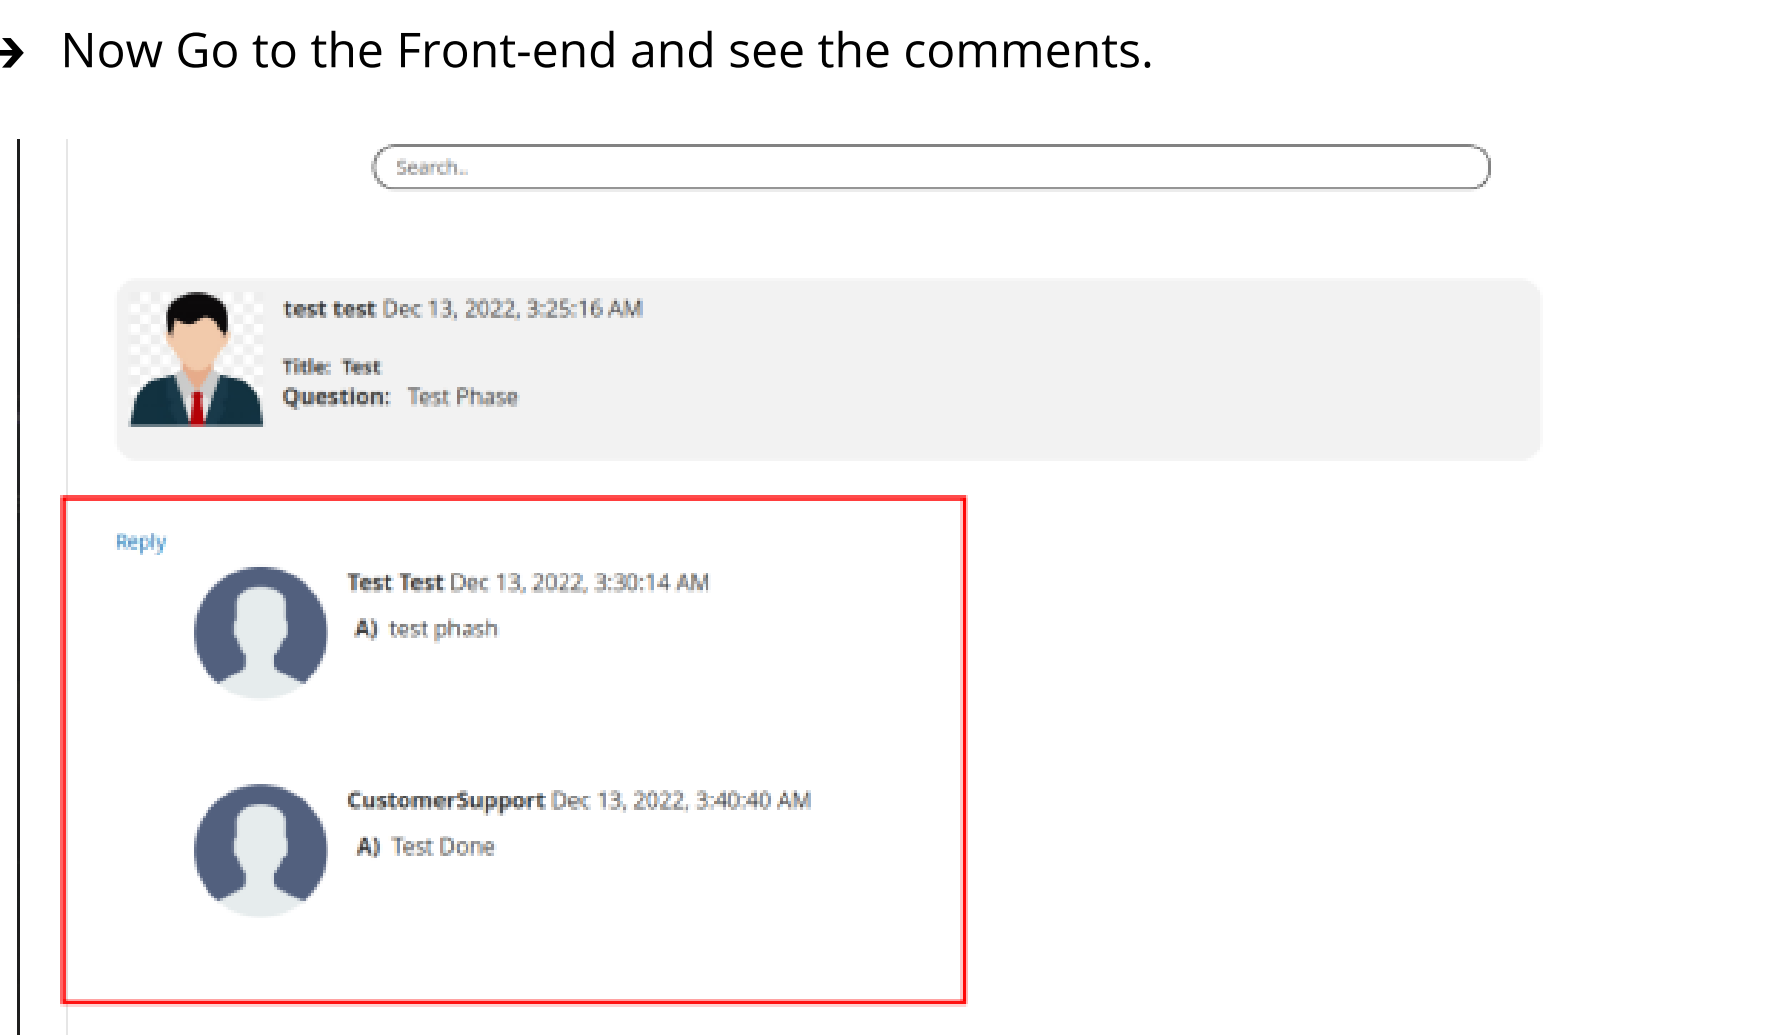 ➔ Now Go to the Front-end and see the comments.
Search..
test test Dec 13, 2022, 3:25:16 AM
Title: Test
Question: Test Phase
Reply
Test Test Dec 13, 2022, 3:30:14 AM
A) test phash
CustomerSupport Dec 13, 2022, 3:40:40 AM
A) Test Done